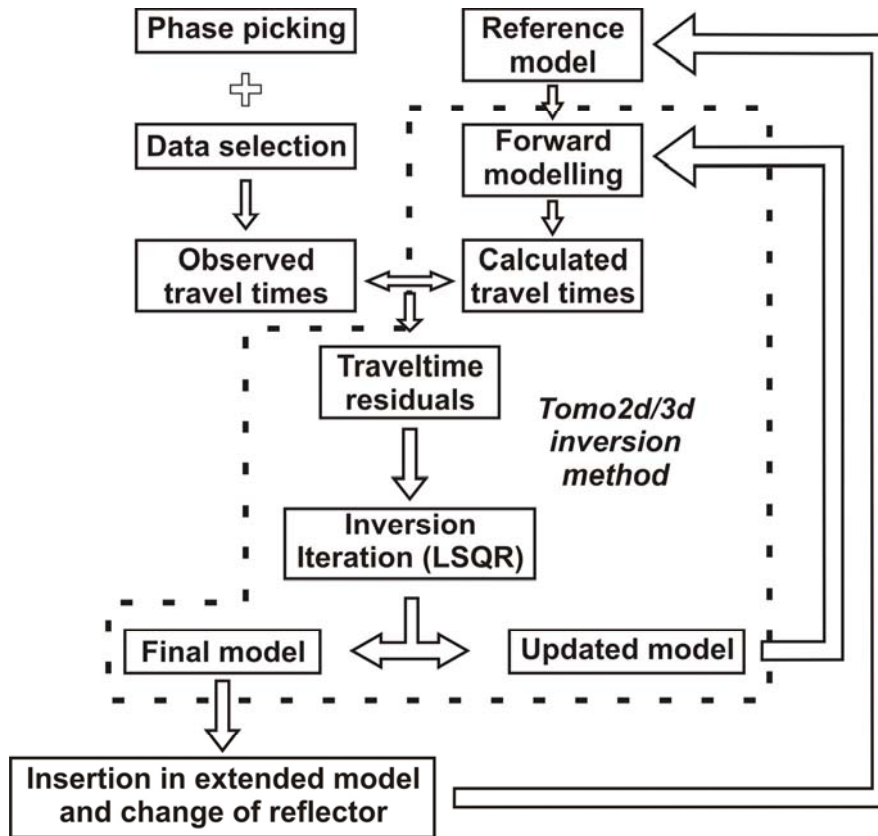 Phase picking
Reference
model
Data selection
Forward
modelling
Observed
travel times
Calculated
travel times
Traveltime
residuals
Tomo2d/3d
inversion
method
Inversion
Iteration (LSQR)
Final model
Updated model
Insertion in extended model
and change of reflector